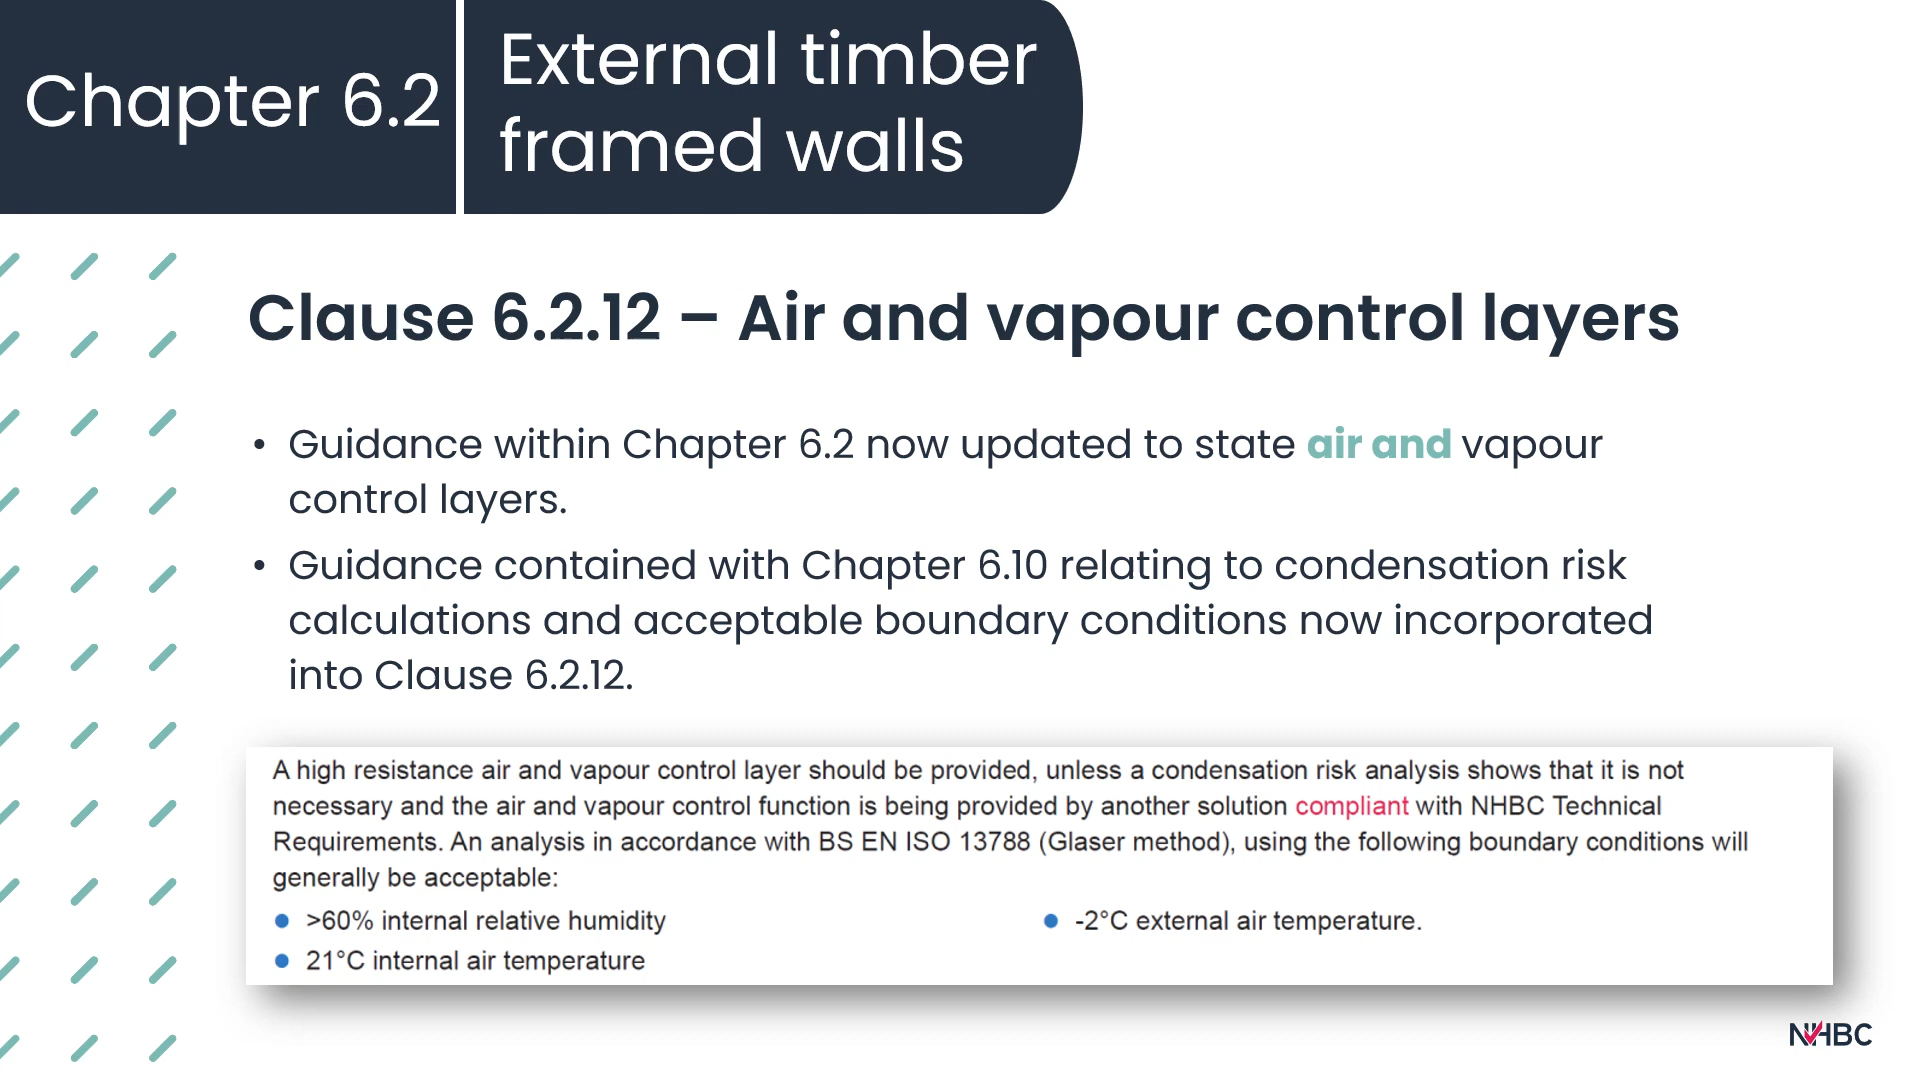 Chapter 6.2
External timber
framed walls
Clause 6.2.12 – Air and vapour control layers
• Guidance within Chapter 6.2 now updated to state air and vapour
control layers.
• Guidance contained with Chapter 6.10 relating to condensation risk
calculations and acceptable boundary conditions now incorporated
into Clause 6.2.12.
A high resistance air and vapour control layer should be provided, unless a condensation risk analysis shows that it is not
necessary and the air and vapour control function is being provided by another solution compliant with NHBC Technical
Requirements. An analysis in accordance with BS EN ISO 13788 (Glaser method), using the following boundary conditions will
generally be acceptable:
● >60% internal relative humidity
● 21°C internal air temperature
● -2°C external air temperature.
NHBC